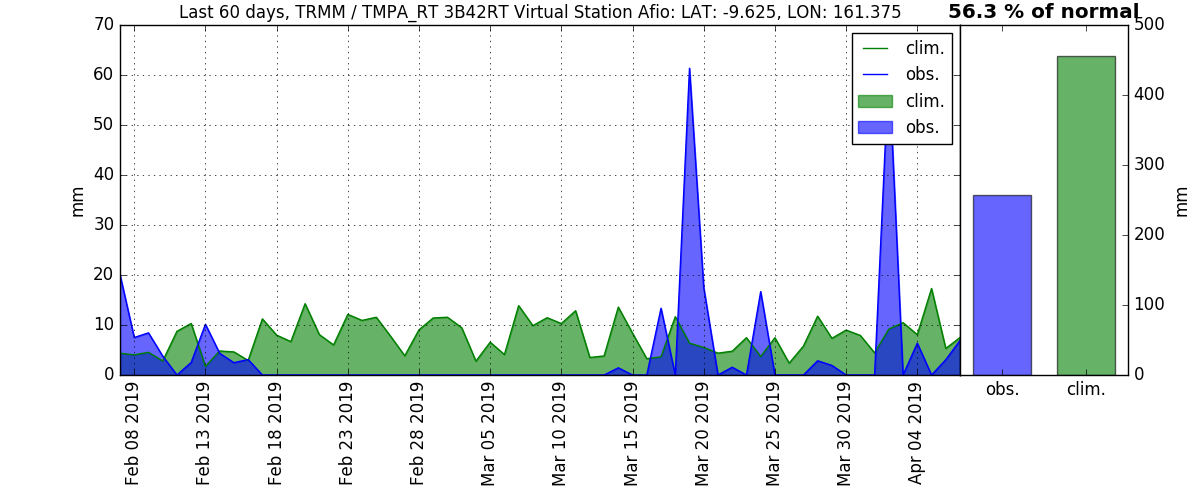 Last 60 days, TRMM / TMPA_RT 3B42RT Virtual Station Afio: LAT: -9.625, LON: 161.375
56.3 % of normal
70
60
50
40
30
20
10
0
mm
clim.
obs.
clim.
obs.
500
400
300
200
100
0
mm
obs.
clim.
Feb 08 2019
Feb 13 2019
Feb 18 2019
Feb 23 2019
Feb 28 2019
Mar 05 2019
Mar 10 2019
Mar 15 2019
Mar 20 2019
Mar 25 2019
Mar 30 2019
Apr 04 2019